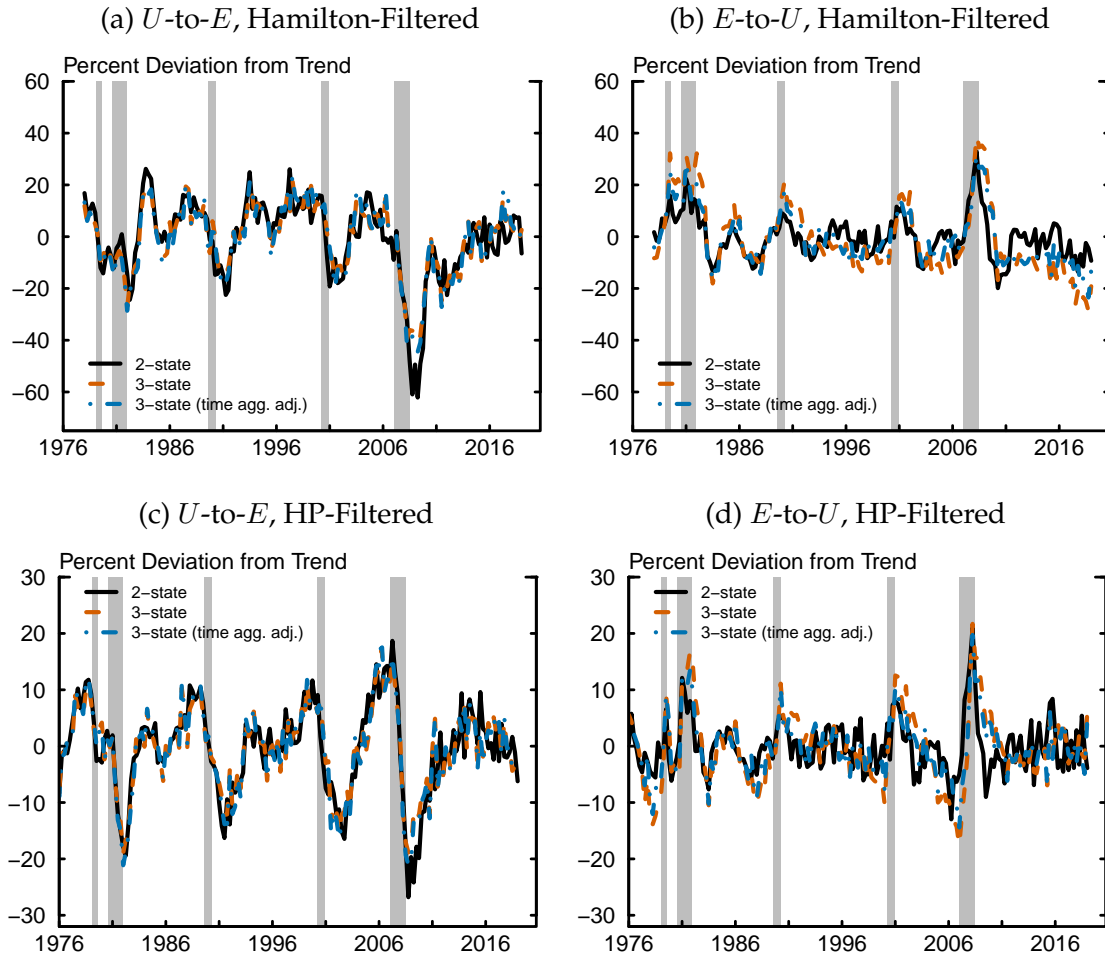 (a) U-to-E, Hamilton-Filtered
Percent Deviation from Trend
60
40
20
0
−20
−40
−60
2−state
3−state
3−state (time agg. adj.)
1976 1986 1996 2006 2016
(b) E-to-U, Hamilton-Filtered
Percent Deviation from Trend
60
40
20
0
−20
−40
−60
2−state
3−state
3−state (time agg. adj.)
1976 1986 1996 2006 2016
(c) U-to-E, HP-Filtered
Percent Deviation from Trend
30
2−state
3−state
3−state (time agg. adj.)
20
10
0
−10
−20
−30
1976 1986 1996 2006 2016
(d) E-to-U, HP-Filtered
Percent Deviation from Trend
30
2−state
3−state
3−state (time agg. adj.)
20
10
0
−10
−20
−30
1976 1986 1996 2006 2016